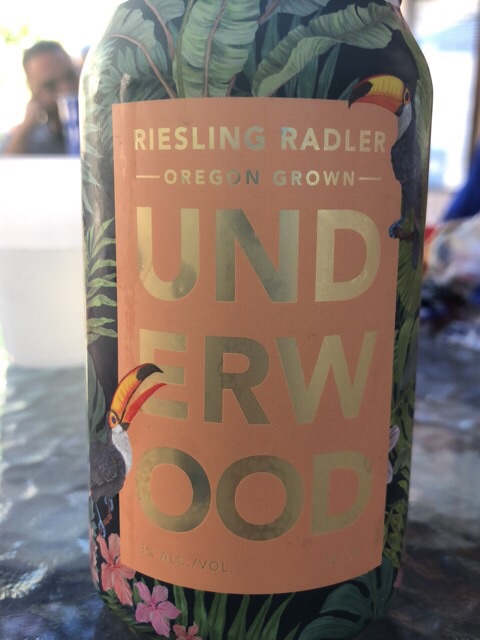 RIESLING RADLER
OREGON GROWN
UND
ERW
OOD
% ALC./VOL